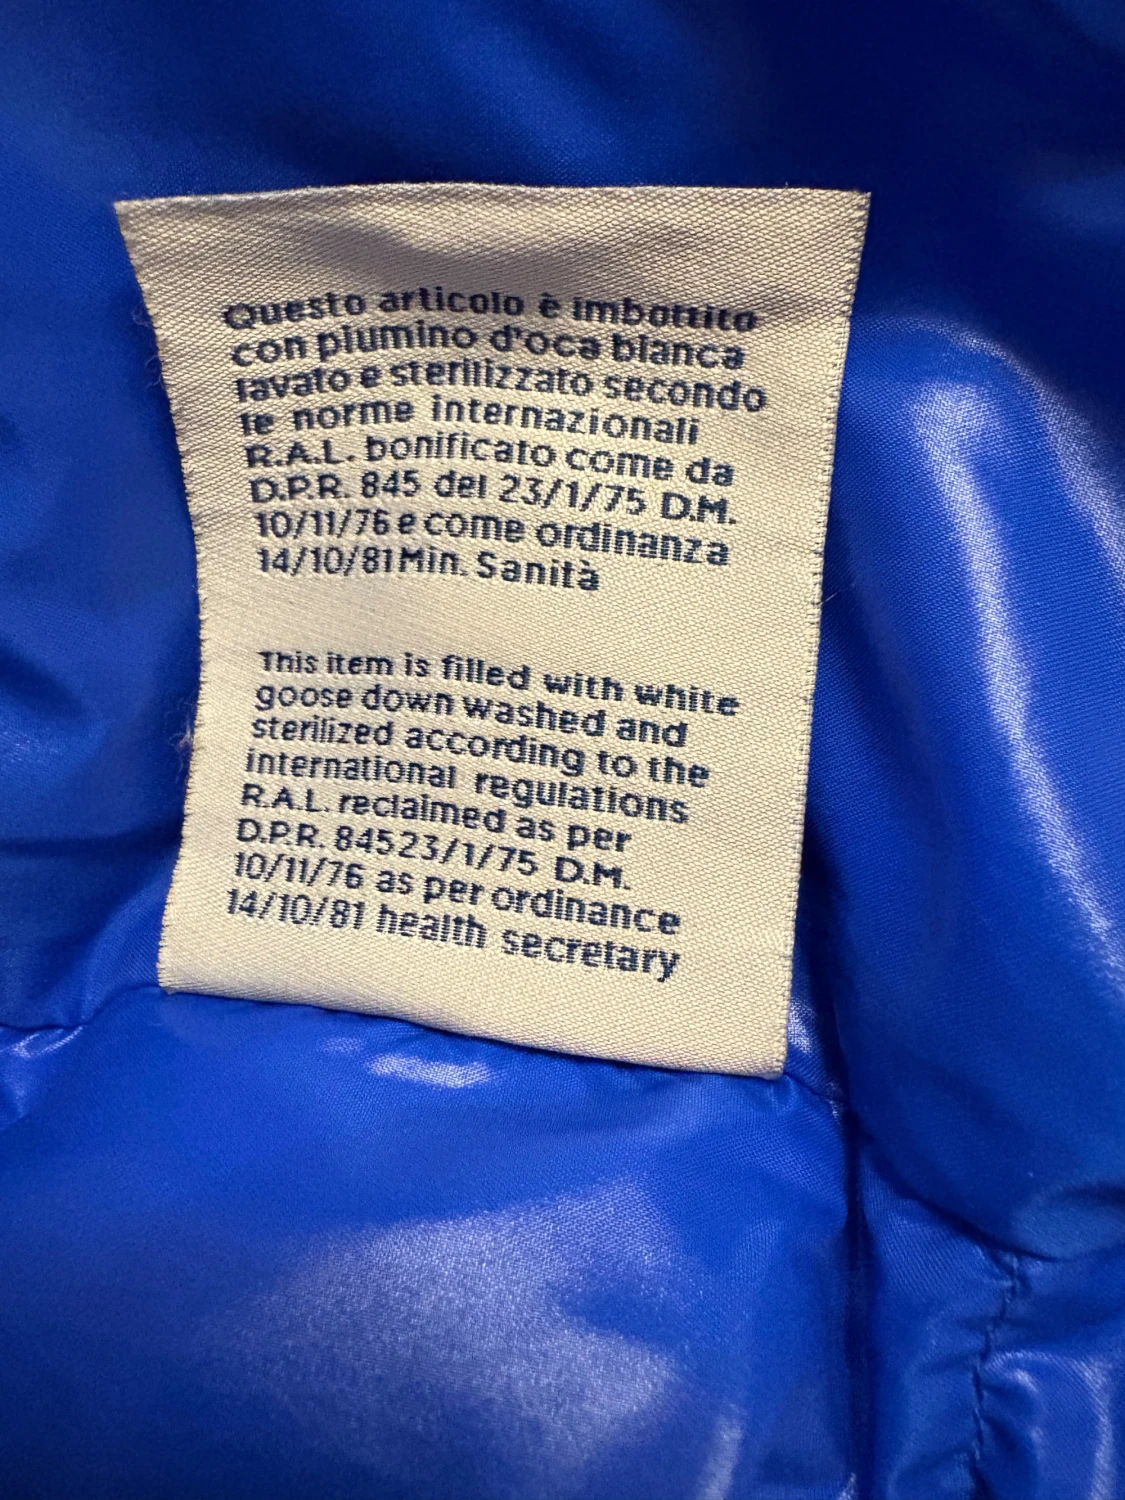 Questo articolo è imbottito
con piumino d'oca bianca
lavato e sterilizzato secondo
le norme internazionali
R.A.L. bonificato come da
D.P.R. 845 del 23/1/75 D.M.
10/11/76 e come ordinanza
14/10/81 Min. Sanità
This item is filled with white
goose down washed and
sterilized according to the
international regulations
R.A.L. reclaimed as per
D.P.R. 84523/1/75 D.M.
10/11/76 as per ordinance
14/10/81 health secretary